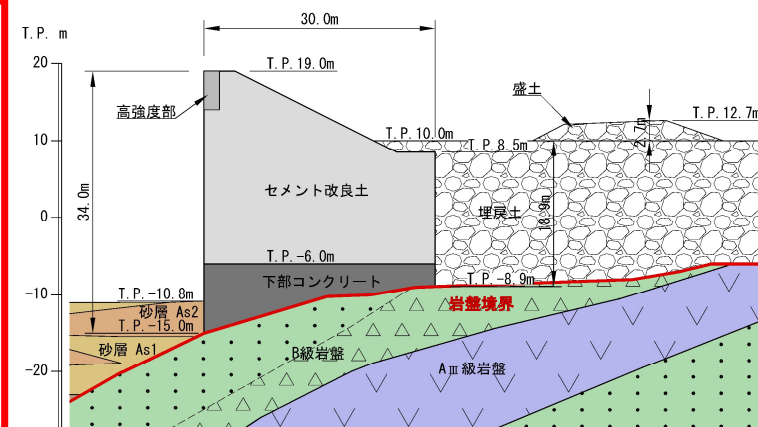 30.0m
T.P. m
20
10
0
-10
-20
T.P.19.0m
高強度部
34.0m
T.P.10.0m
T.P.8.5m
盛土
T.P.12.7m
2.7m
セメント改良土
埋戻土
18.9m
T.P.-6.0m
下部コンクリート
T.P.-8.9m
T.P.-10.8m
砂層 As2
T.P.-15.0m
砂層 As1
岩盤境界
B級岩盤
AⅢ級岩盤